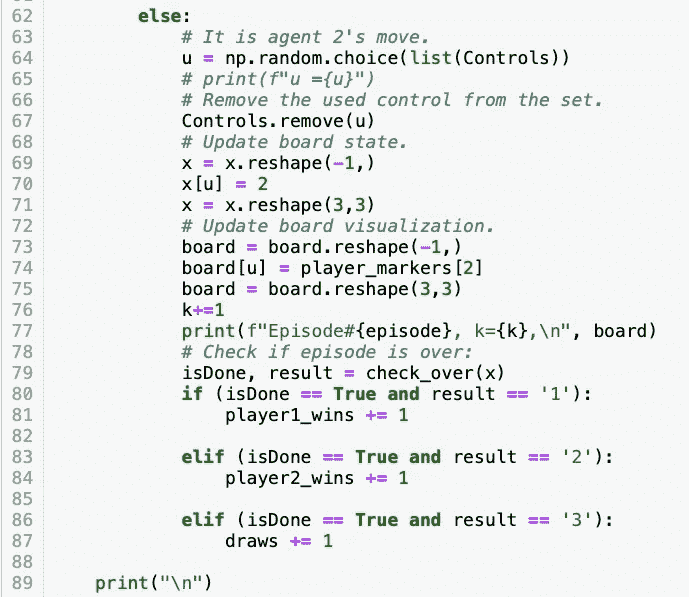 62 else:
63 # It is agent 2's move.
64 u = np.random.choice(list(Controls))
65 # print(f"u ={u}")
66 # Remove the used control from the set.
67 Controls.remove(u)
68 # Update board state.
69 x = x.reshape(-1,)
70 x[u] = 2
71 x = x.reshape(3,3)
72 # Update board visualization.
73 board = board.reshape(-1,)
74 board[u] = player_markers[2]
75 board = board.reshape(3,3)
76 k+=1
77 print(f"Episode#{episode}, k={k},\n", board)
78 # Check if episode is over:
79 isDone, result = check_over(x)
80 if (isDone == True and result == '1'):
81 player1_wins += 1
82
83 elif (isDone == True and result == '2'):
84 player2_wins += 1
85
86 elif (isDone == True and result == '3'):
87 draws += 1
88
89 print("\n")